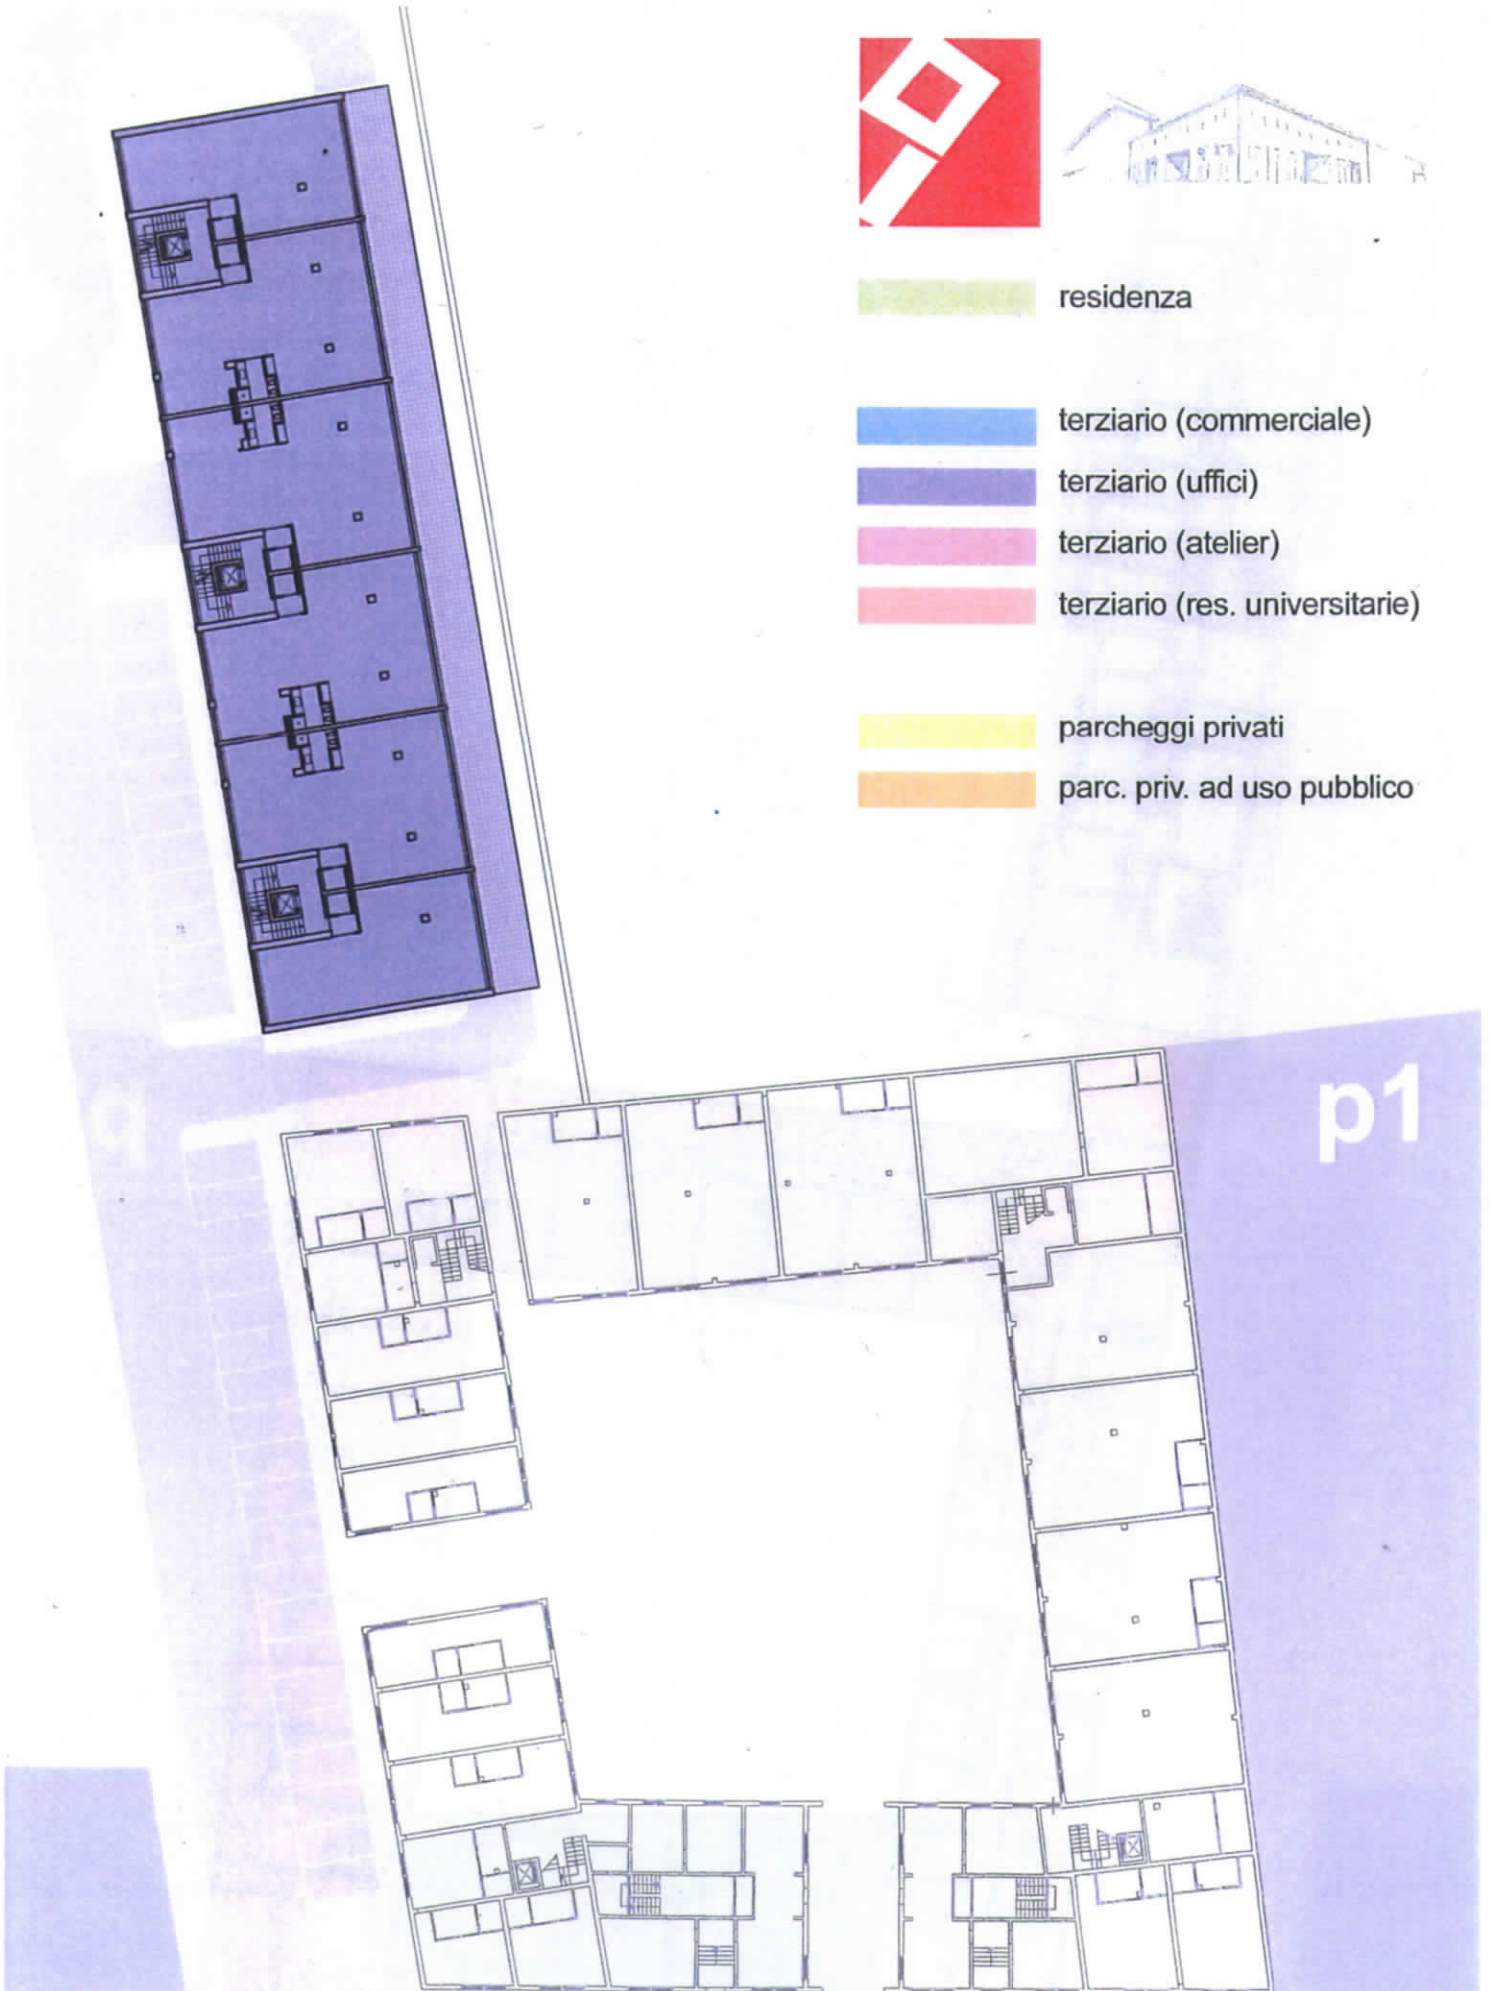 residenza
terziario (commerciale)
terziario (uffici)
terziario (atelier)
terziario (res. universitarie)
parcheggi privati
parc. priv. ad uso pubblico
p1